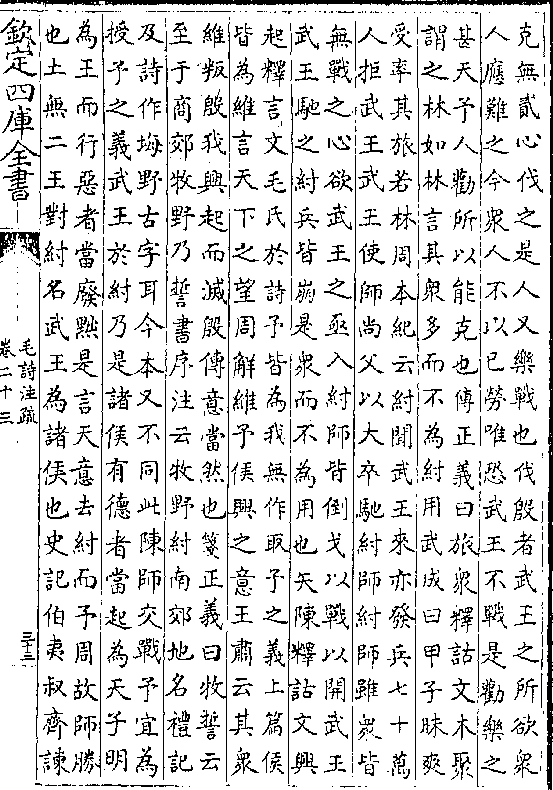 克無貳心伐之是人又樂戰也伐殷者武王之所欲衆
人應難之今衆人不以已勞唯恐武王不戰是勸樂之
甚天予人勸所以能克也傳正義曰旅衆釋詁文木聚
謂之林如林言其衆多而不為紂用武成曰甲子昧爽
受率其旅若林周本紀云紂聞武王來亦發兵七十萬
人拒武王武王使師尚父以大卒馳紂師紂師雖衆皆
無戰之心欲武王之亟入紂師皆倒戈以戰以開武王
武王馳之紂兵皆崩是衆而不為用也矢陳釋詁文興
起釋言文毛氏於詩予皆為我無作取予之義上篇侯
皆為維言天下之望周解維予侯興之意王肅云其衆
維叛殷我興起而滅殷傳意當然也箋正義曰牧誓云
至于商郊牧野乃誓書序注云牧野紂南郊地名禮記
及詩作坶野古字耳今本又不同此陳師交戰予宜為
授予之義武王於紂乃是諸侯有德者當起為天子明
為王而行惡者當廢黜是言天意去紂而予周故師勝
也土無二王對紂名武王為諸侯也史記伯夷叔齊諫
欽定四庫全書
毛詩注疏
卷二十三
三十三